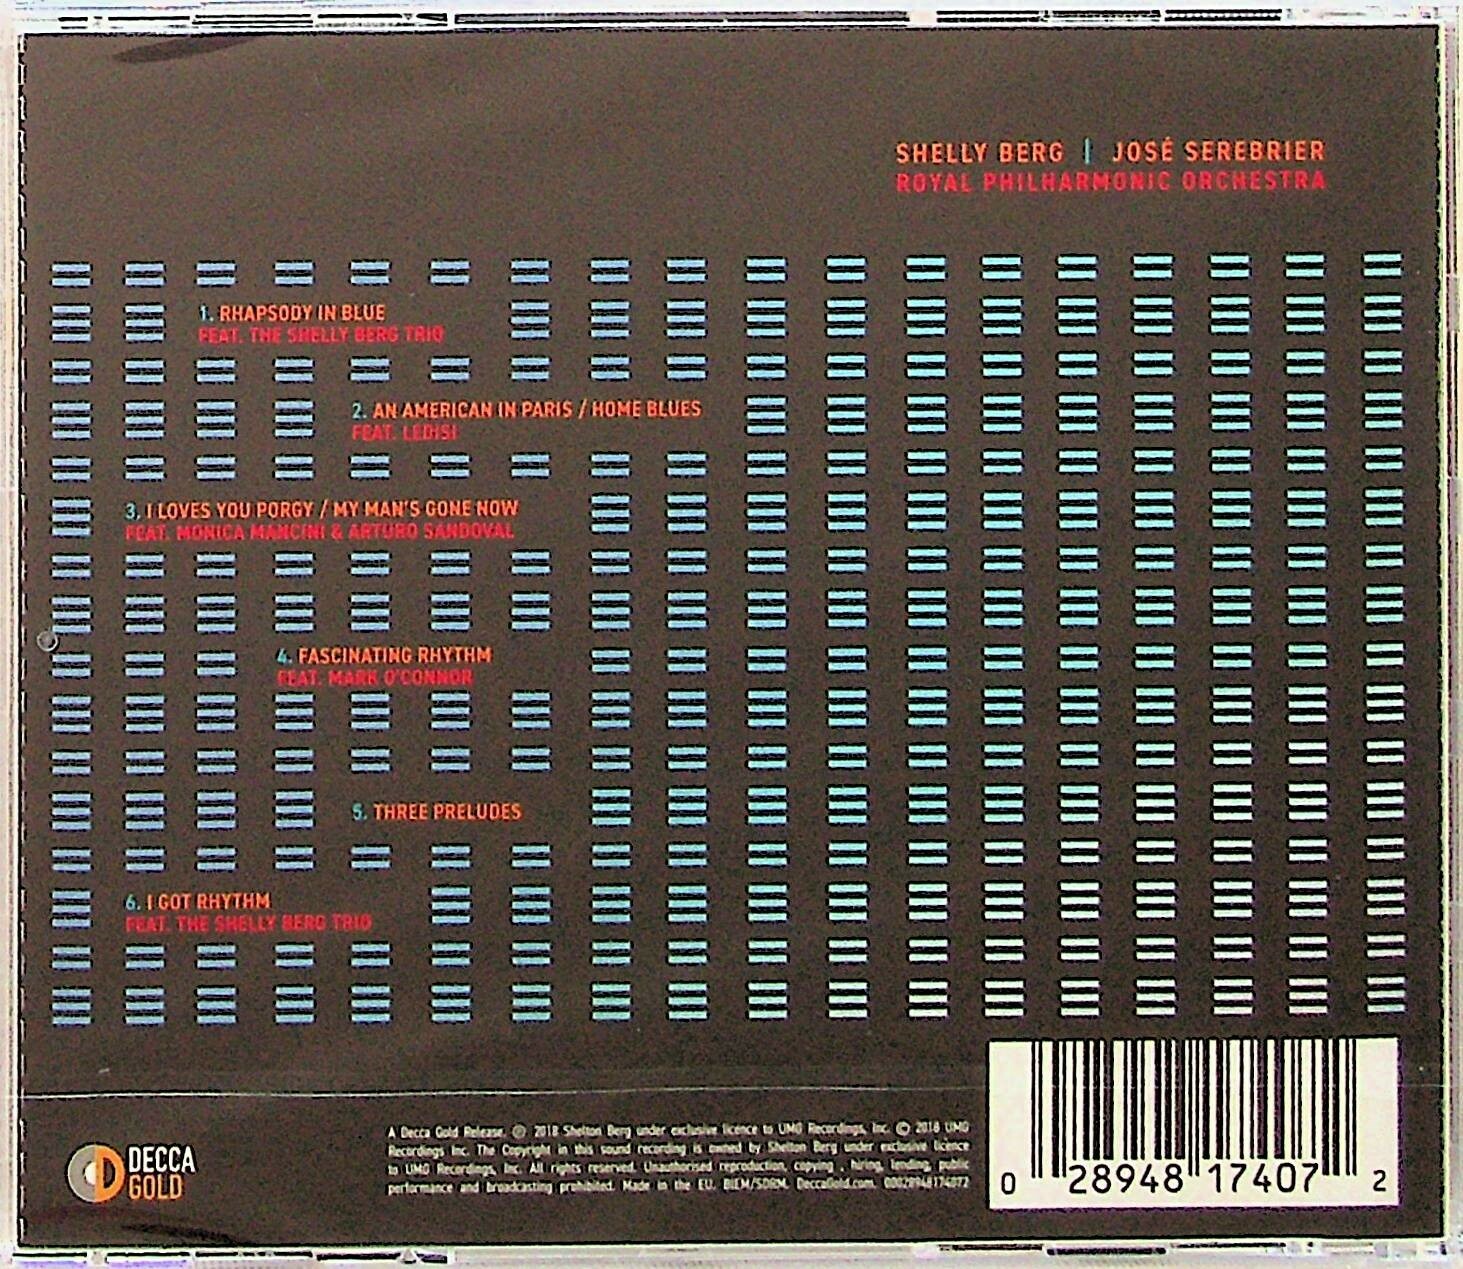 SHELLY BERG | JOSÉ SEREBRIER
ROYAL PHILHARMONIC ORCHESTRA
1. RHAPSODY IN BLUE
FEAT. THE SHELLY BERG TRIO
2. AN AMERICAN IN PARIS / HOME BLUES
FEAT. LEDISI
3. I LOVES YOU PORGY / MY MAN'S GONE NOW
FEAT. MONICA MANCINI & ARTURO SANDOVAL
4. FASCINATING RHYTHM
FEAT. MARK O'CONNOR
5. THREE PRELUDES
6. I GOT RHYTHM
FEAT. THE SHELLY BERG TRIO
DECCA
GOLD
A Decca Gold Release. ℗ 2018 Shelton Berg under exclusive licence to UMG Recordings, Inc. © 2018 UMG
Recordings Inc. The Copyright in this sound recording is owned by Shelton Berg under exclusive licence
to UMG Recordings, Inc. All rights reserved. Unauthorised reproduction, copying , hiring, lending, public
performance and broadcasting prohibited. Made in the EU. BIEM/SDRM. DeccaGold.com. 00028948174072
0 28948 17407 2